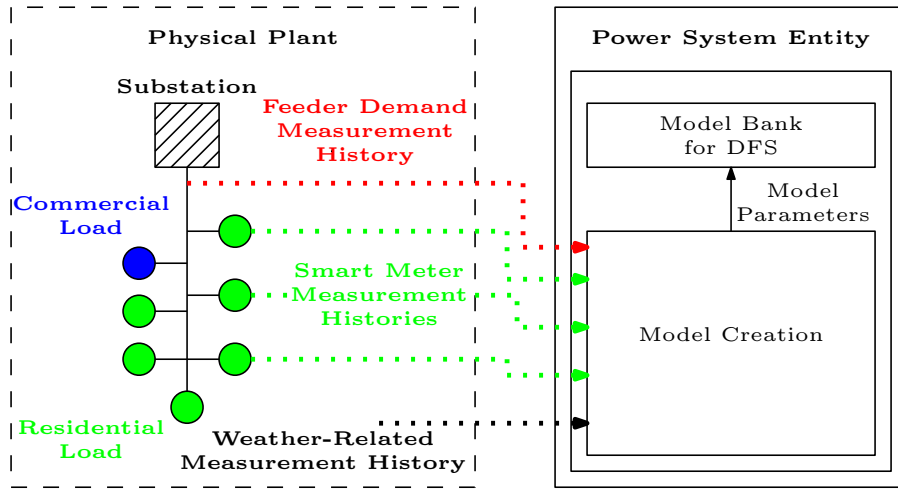 Physical Plant
Substation
Feeder Demand
Measurement
History
Commercial
Load
Smart Meter
Measurement
Histories
Residential
Load
Weather-Related
Measurement History
Power System Entity
Model Bank
for DFS
Model
Parameters
Model Creation